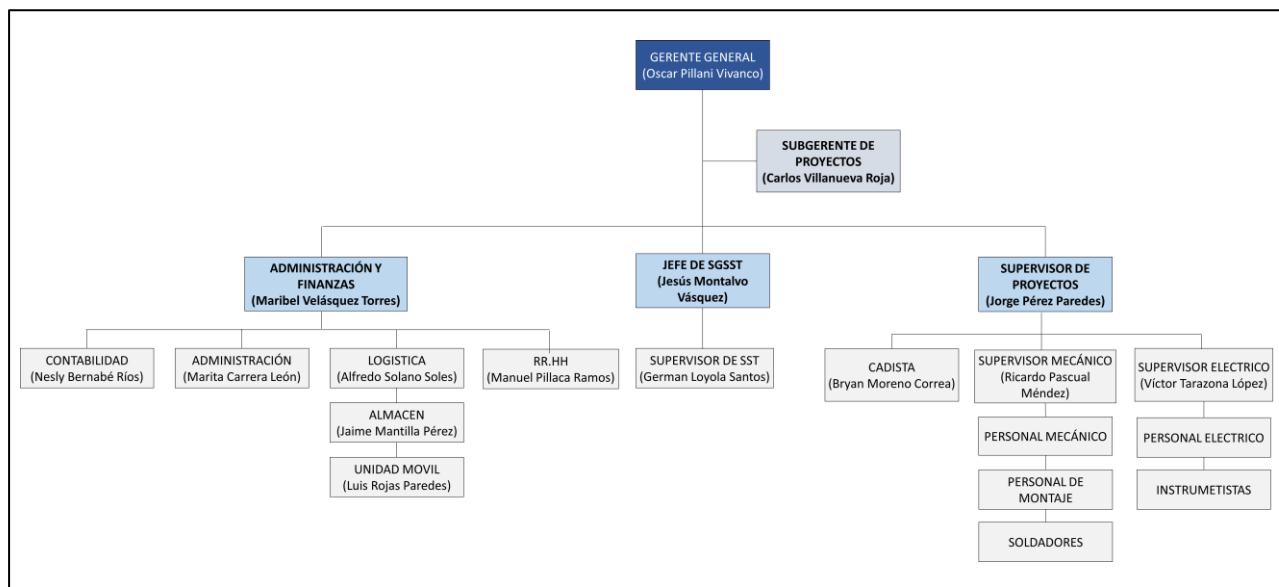 GERENTE GENERAL
(Oscar Pillani Vivanco)
SUBGERENTE DE
PROYECTOS
(Carlos Villanueva Roja)
ADMINISTRACIÓN Y
FINANZAS
(Maribel Velásquez Torres)
JEFE DE SGSST
(Jesús Montalvo
Vásquez)
SUPERVISOR DE
PROYECTOS
(Jorge Pérez Paredes)
CONTABILIDAD
(Nesly Bernabé Ríos)
ADMINISTRACIÓN
(Marita Carrera León)
LOGISTICA
(Alfredo Solano Soles)
RR.HH
(Manuel Pillaca Ramos)
SUPERVISOR DE SST
(German Loyola Santos)
CADISTA
(Bryan Moreno Correa)
SUPERVISOR MECÁNICO
(Ricardo Pascual
Méndez)
SUPERVISOR ELECTRICO
(Víctor Tarazona López)
ALMACEN
(Jaime Mantilla Pérez)
PERSONAL MECÁNICO
PERSONAL ELECTRICO
UNIDAD MOVIL
(Luis Rojas Paredes)
PERSONAL DE
MONTAJE
INSTRUMETISTAS
SOLDADORES